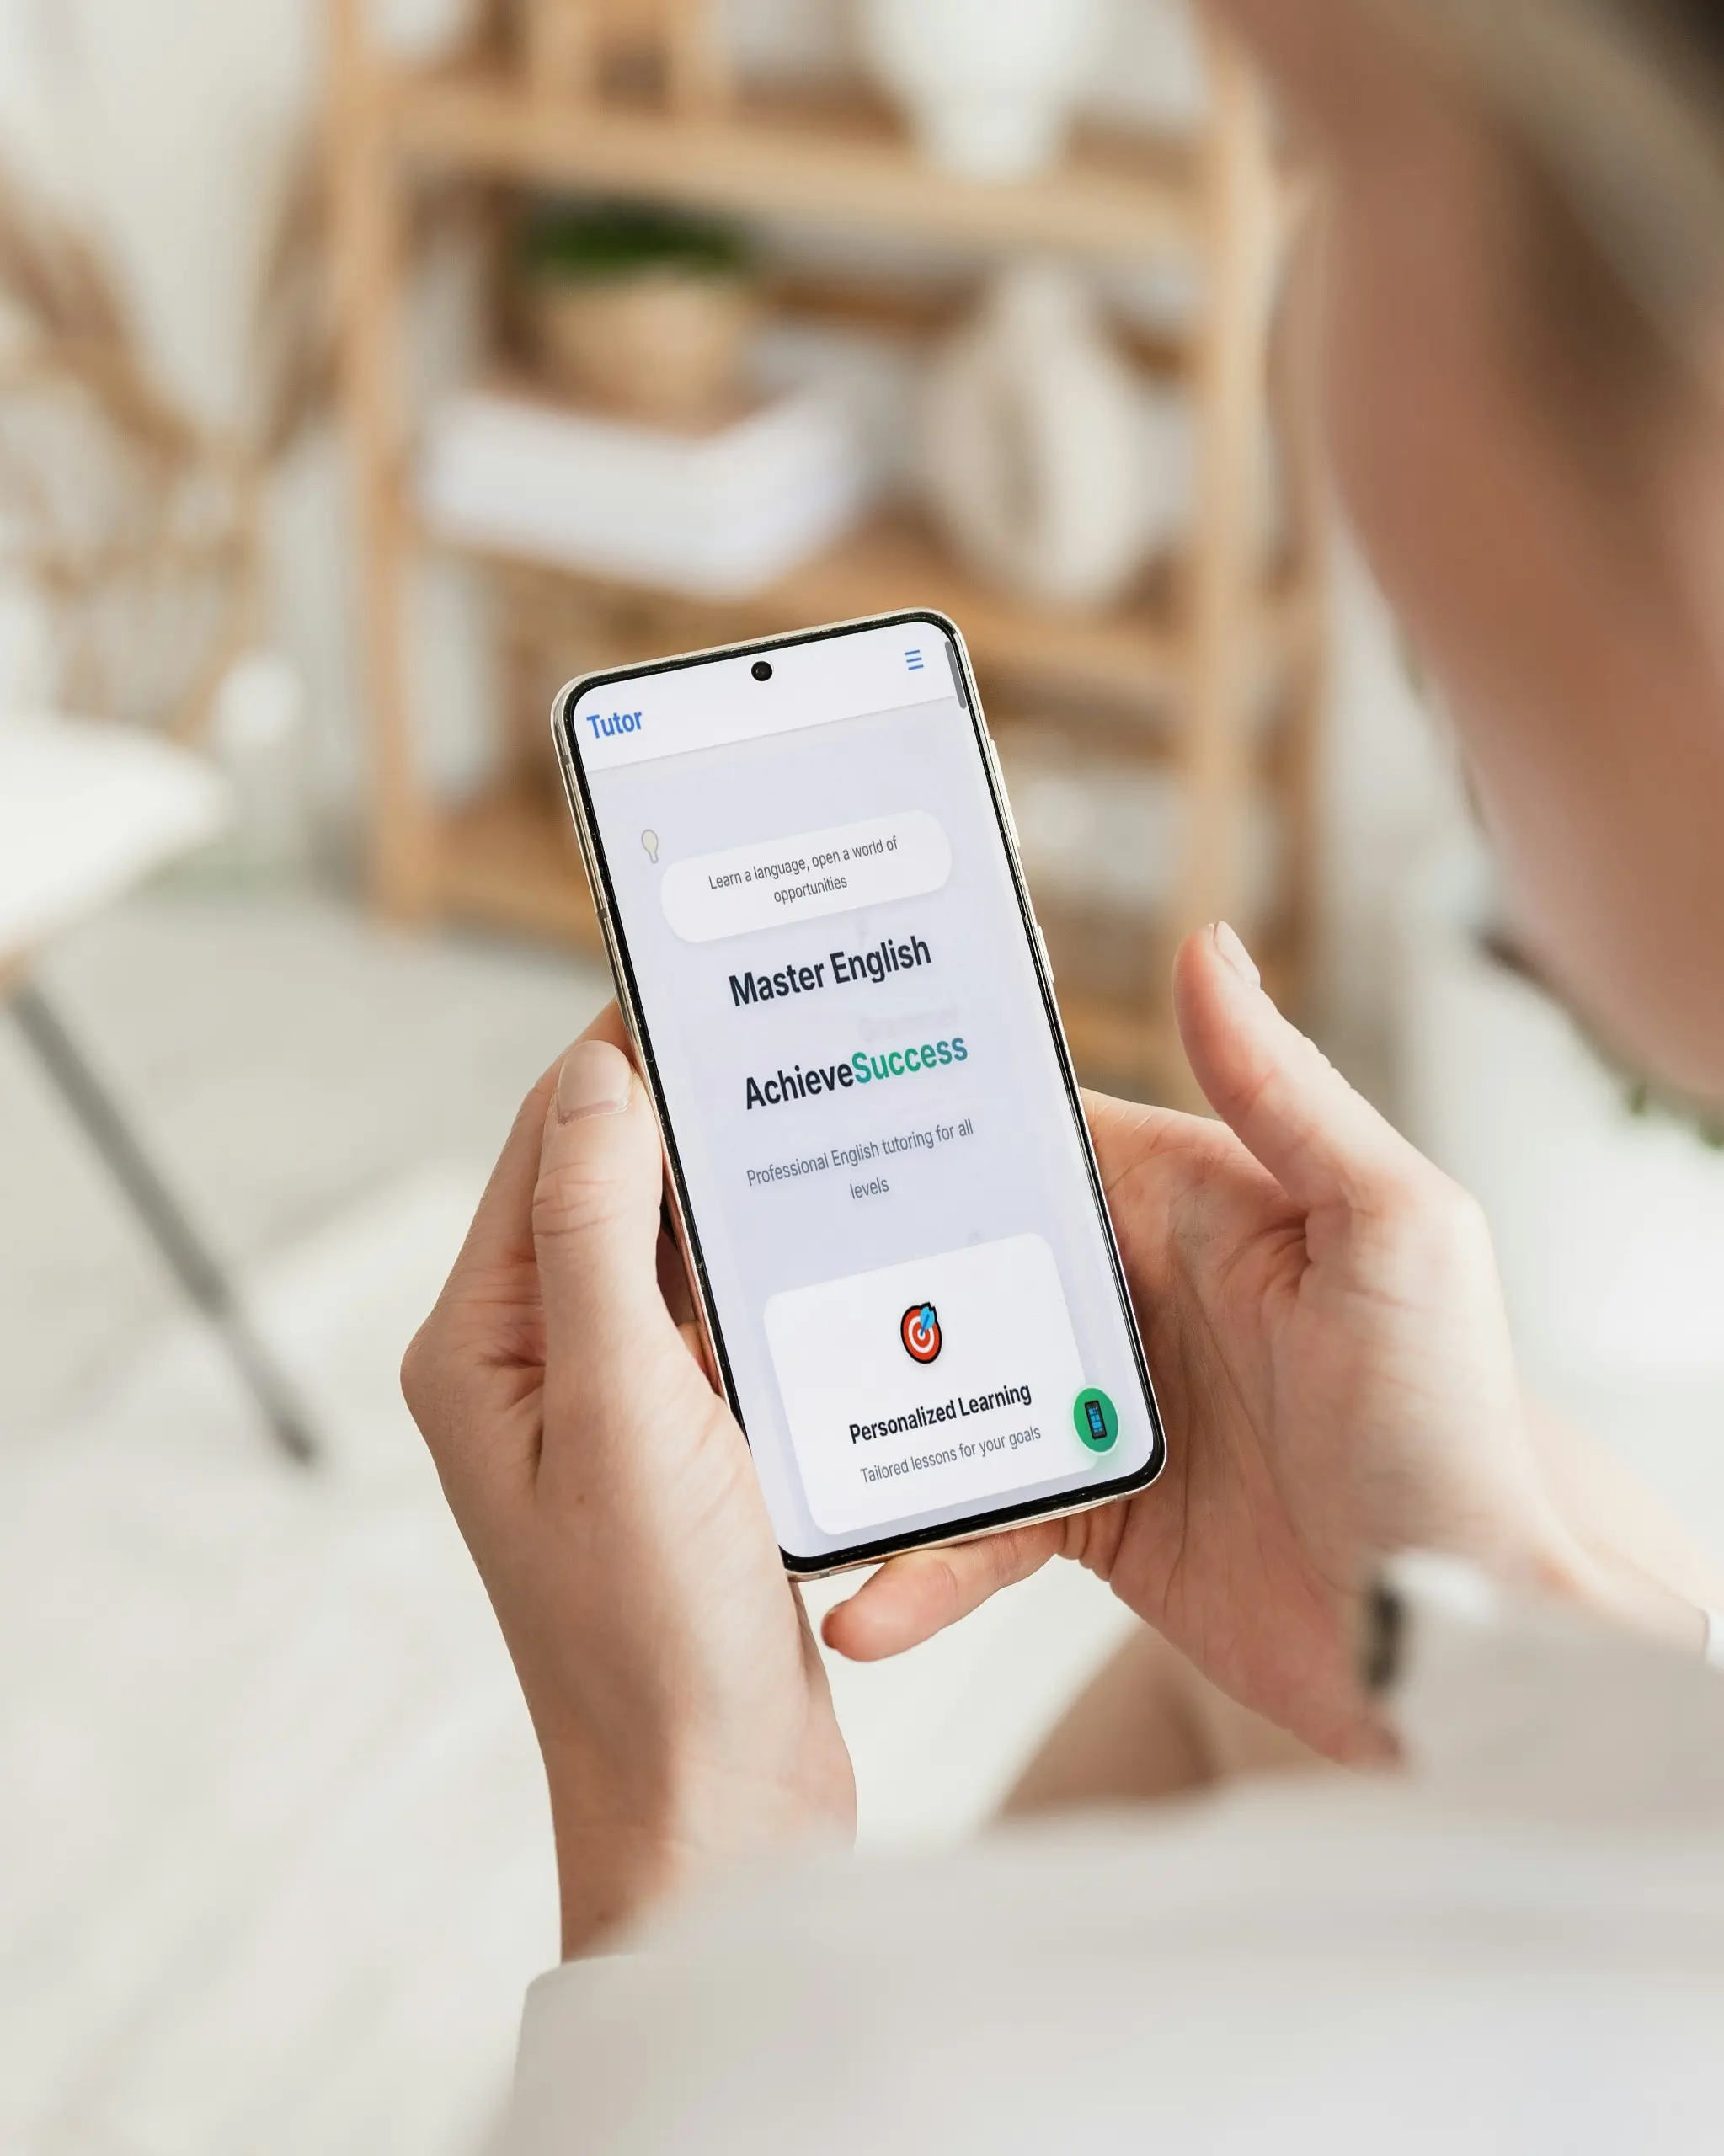 Tutor
Learn a language, open a world of
opportunities
Master English
AchieveSuccess
Professional English tutoring for all
levels
Personalized Learning
Tailored lessons for your goals